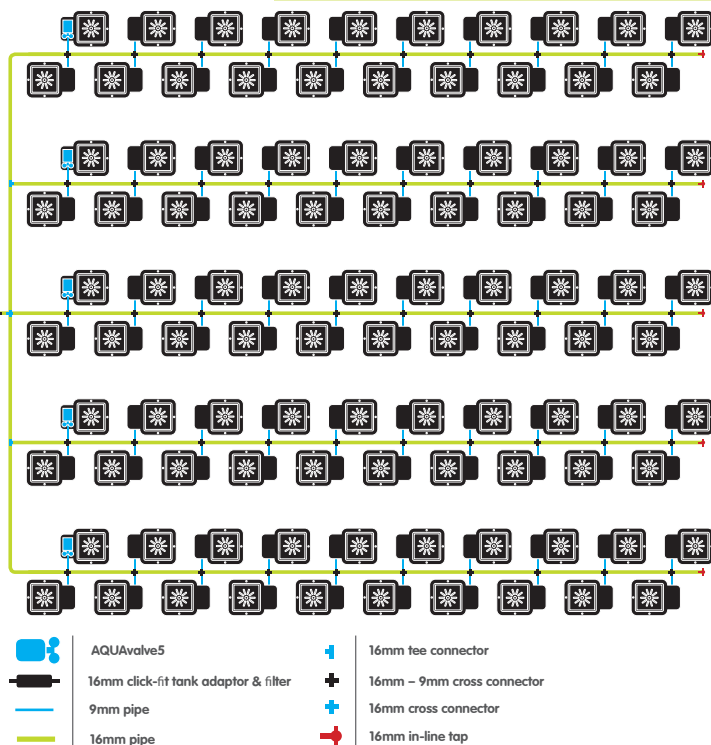 AQUAvalve5
16mm tee connector
16mm click-fit tank adaptor & filter
16mm – 9mm cross connector
9mm pipe
16mm cross connector
16mm pipe
16mm in-line tap